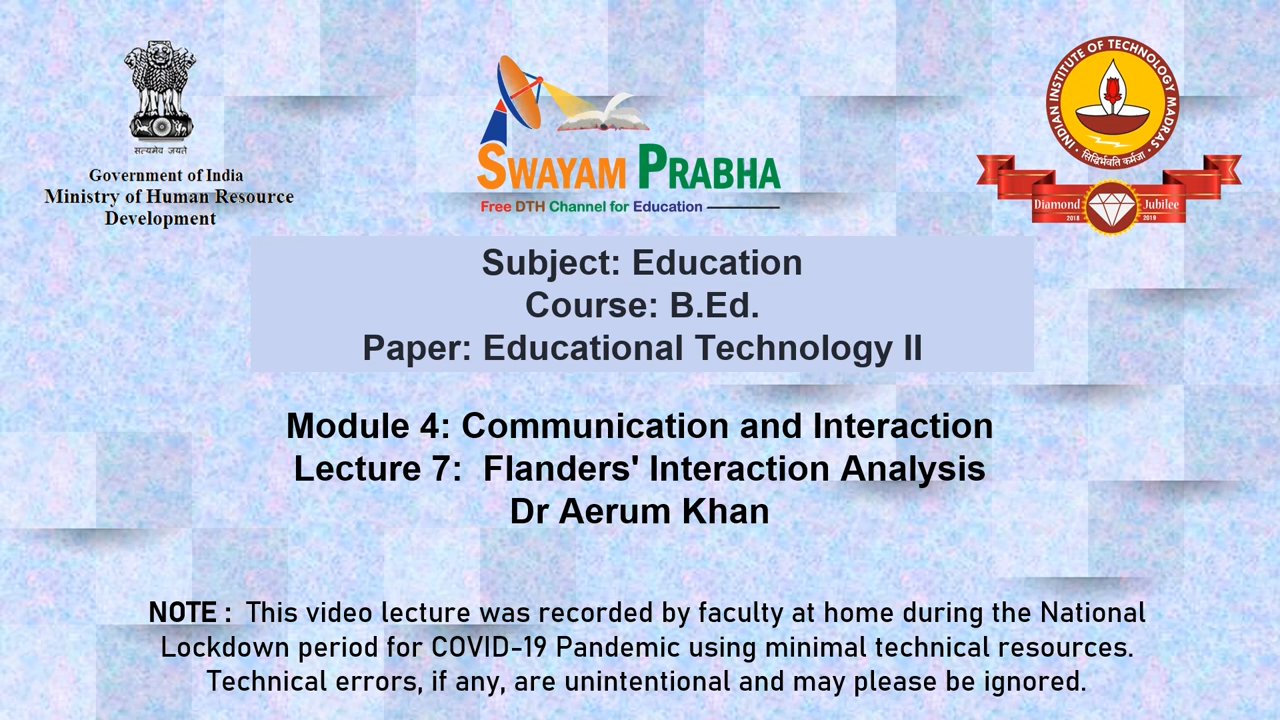 सत्यमेव जयते
Government of India
Ministry of Human Resource
Development
SWAYAM PRABHA
Free DTH Channel for Education
INDIAN INSTITUTE OF TECHNOLOGY MADRAS
सिद्धिर्भवति कर्मजा
Diamond Jubilee
2018 2019
Subject: Education
Course: B.Ed.
Paper: Educational Technology II
Module 4: Communication and Interaction
Lecture 7: Flanders' Interaction Analysis
Dr Aerum Khan
NOTE : This video lecture was recorded by faculty at home during the National
Lockdown period for COVID-19 Pandemic using minimal technical resources.
Technical errors, if any, are unintentional and may please be ignored.